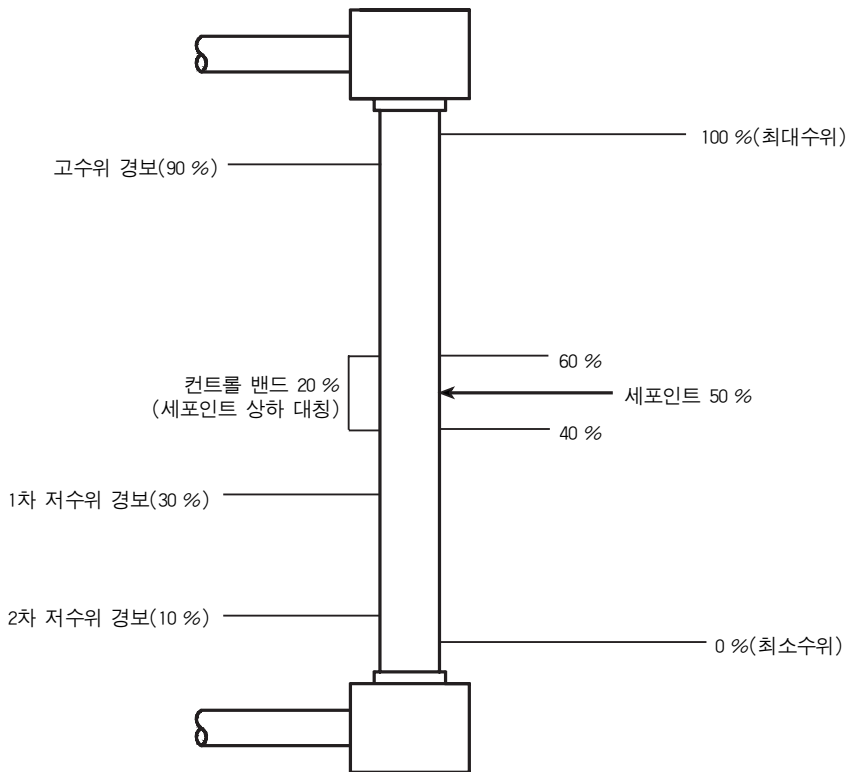 100 %(최대수위)
고수위 경보(90 %)
60 %
컨트롤 밴드 20 %
(세포인트 상하 대칭)
세포인트 50 %
40 %
1차 저수위 경보(30 %)
2차 저수위 경보(10 %)
0 %(최소수위)